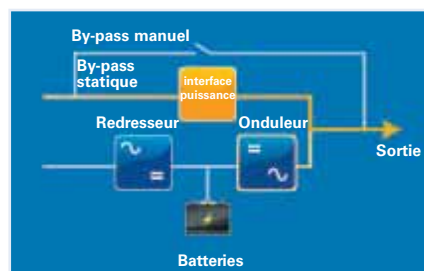 By-pass manuel
By-pass
statique
interface
puissance
Redresseur
Onduleur
Sortie
Batteries